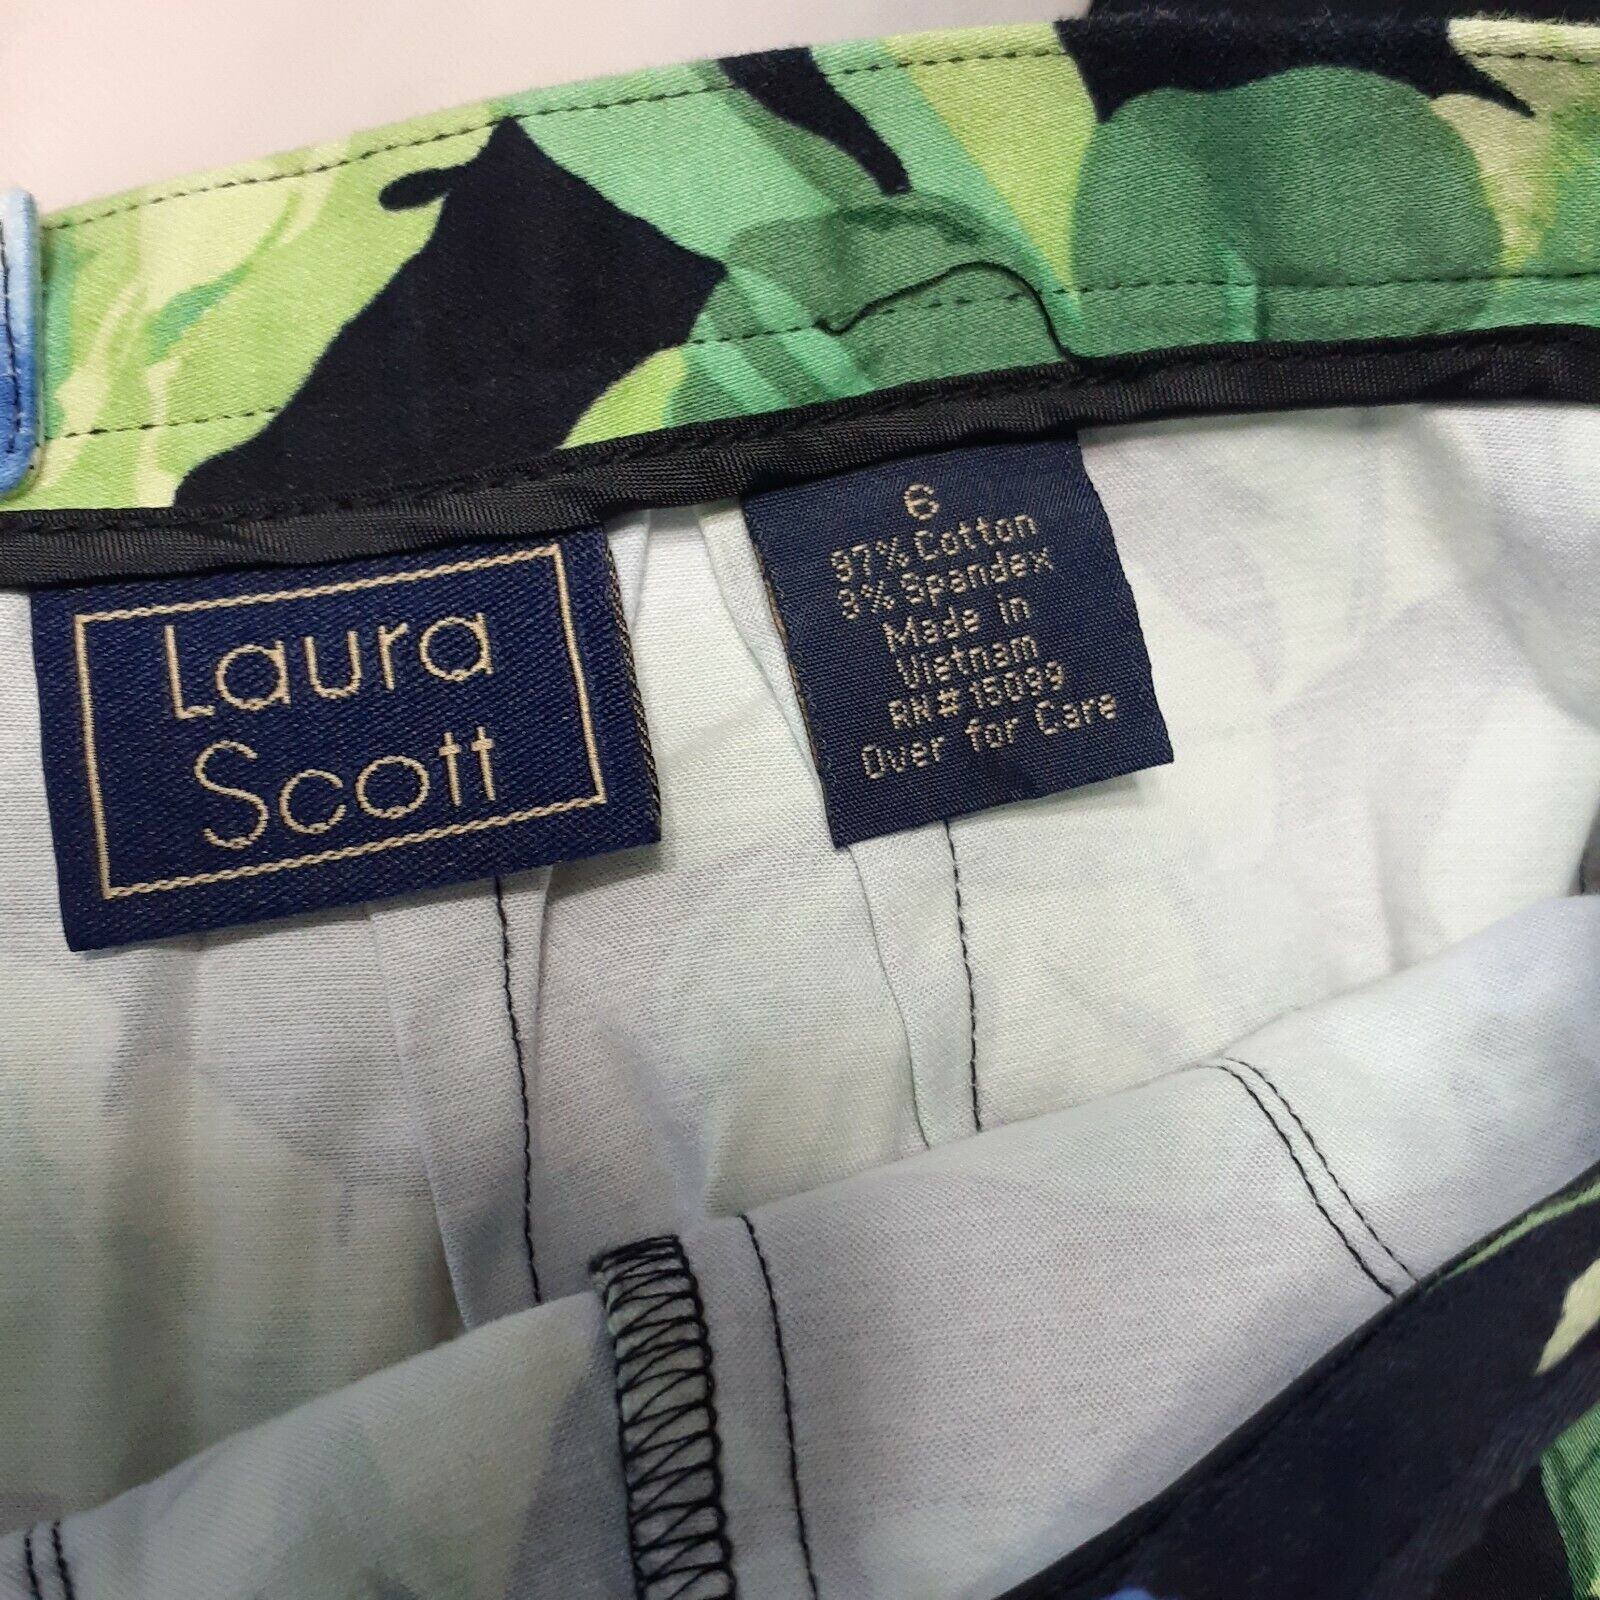 Laura
Scott
6
97% Cotton
3% Spandex
Made in
Vietnam
RN#15099
Over for Care